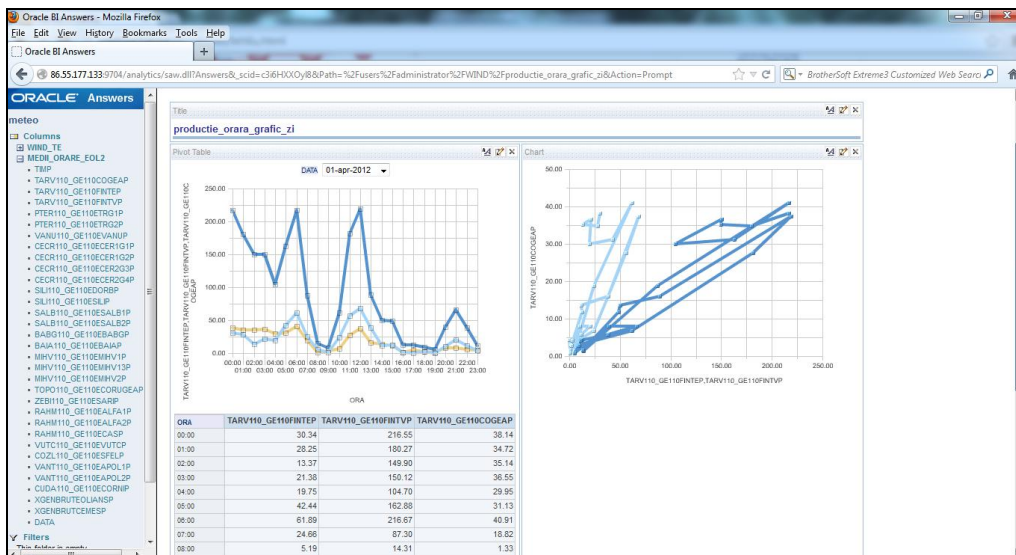 Oracle BI Answers - Mozilla Firefox
File Edit View History Bookmarks Tools Help
Oracle BI Answers
86.55.177.133:9704/analytics/saw.dll?Answers&_scid=c3i6HXXOyI8&Path=%2Fusers%2Fadministrator%2FWIND%2Fproductie_orara_grafic_zi&Action=Prompt
BrotherSoft Extreme3 Customized Web Searc
ORACLE Answers
meteo
Columns
WIND_TE
MEDII_ORARE_EOL2
TIMP
TARV110_GE110COGEAP
TARV110_GE110FINTEP
TARV110_GE110FINTVP
PTER110_GE110ETRG1P
PTER110_GE110ETRG2P
VANU110_GE110EVANUP
CECR110_GE110ECER1G1P
CECR110_GE110ECER1G2P
CECR110_GE110ECER2G3P
CECR110_GE110ECER2G4P
SILI110_GE110EDORBP
SILI110_GE110ESILIP
SALB110_GE110ESALB1P
SALB110_GE110ESALB2P
BABG110_GE110EBABGP
BAIA110_GE110EBAIAP
MIHV110_GE110EMIHV1P
MIHV110_GE110EMIHV13P
MIHV110_GE110EMIHV2P
TOPO110_GE110ECORUGEAP
ZEBI110_GE110ESARIP
RAHM110_GE110EALFA1P
RAHM110_GE110EALFA2P
RAHM110_GE110ECASP
VUTC110_GE110EVUTCP
COZL110_GE110ESFELP
VANT110_GE110EAPOL1P
VANT110_GE110EAPOL2P
CUDA110_GE110ECORNIP
XGENBRUTEOLIANSP
XGENBRUTCEMESP
DATA
Filters
Title
productie_orara_grafic_zi
Pivot Table
DATA 01-apr-2012
TARV110_GE110FINTEP,TARV110_GE110FINTVP,TARV110_GE110C
OGEAP
250.00
200.00
150.00
100.00
50.00
0.00
00:00 02:00 04:00 06:00 08:00 10:00 12:00 14:00 16:00 18:00 20:00 22:00
01:00 03:00 05:00 07:00 09:00 11:00 13:00 15:00 17:00 19:00 21:00 23:00
ORA
ORA TARV110_GE110FINTEP TARV110_GE110FINTVP TARV110_GE110COGEAP
00:00 30.34 216.55 38.14
01:00 28.25 180.27 34.72
02:00 13.37 149.90 35.14
03:00 21.38 150.12 36.55
04:00 19.75 104.70 29.95
05:00 42.44 162.88 31.13
06:00 61.89 216.67 40.91
07:00 24.66 87.30 18.82
08:00 5.19 14.31 1.33
Chart
TARV110_GE110COGEAP
50.00
40.00
30.00
20.00
10.00
0.00
0.00 50.00 100.00 150.00 200.00 250.00
TARV110_GE110FINTEP,TARV110_GE110FINTVP